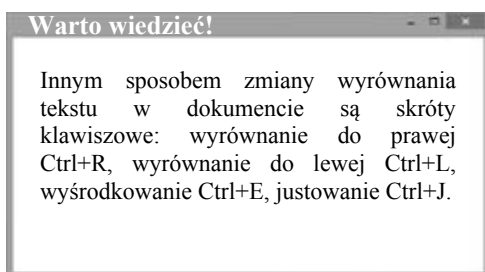 Warto wiedzieć!
Innym sposobem zmiany wyrównania
tekstu w dokumencie są skróty
klawiszowe: wyrównanie do prawej
Ctrl+R, wyrównanie do lewej Ctrl+L,
wyśrodkowanie Ctrl+E, justowanie Ctrl+J.